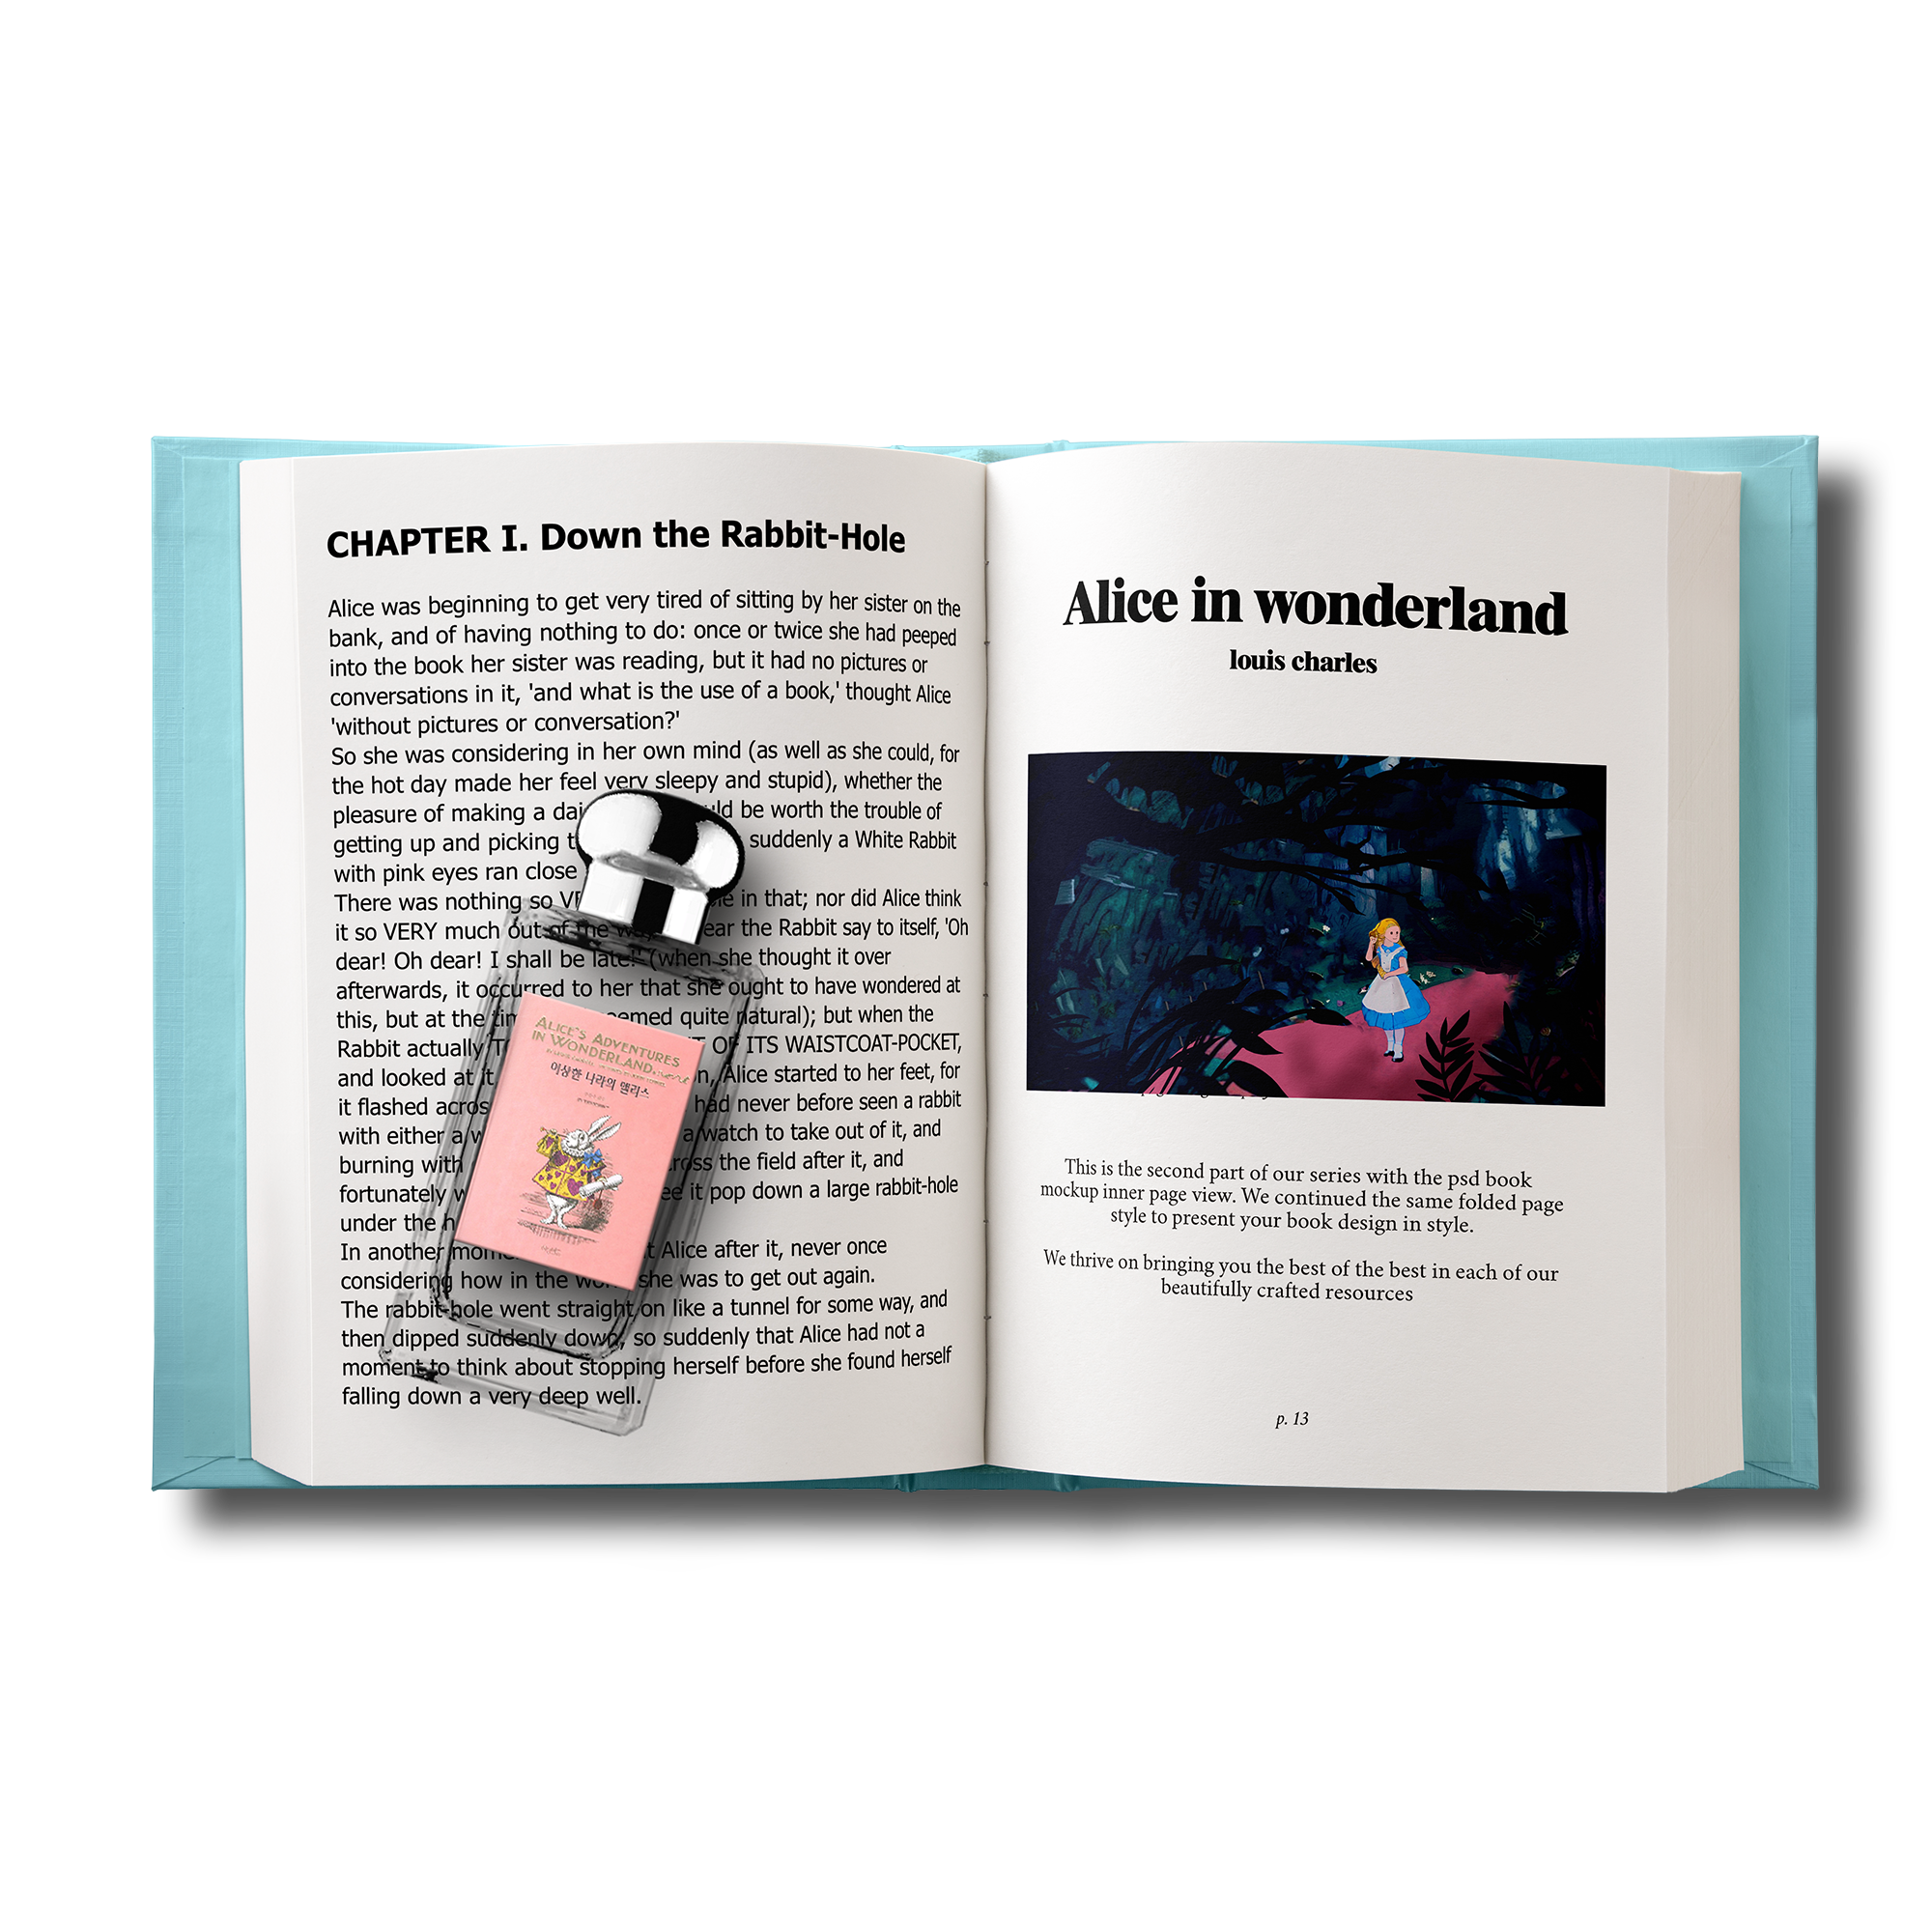 CHAPTER I. Down the Rabbit-Hole
Alice was beginning to get very tired of sitting by her sister on the
bank, and of having nothing to do: once or twice she had peeped
into the book her sister was reading, but it had no pictures or
conversations in it, 'and what is the use of a book,' thought Alice
'without pictures or conversation?'
So she was considering in her own mind (as well as she could, for
the hot day made her feel very sleepy and stupid), whether the
pleasure of making a be worth the trouble of
getting up and picking suddenly a White Rabbit
with pink eyes ran close
There was nothing so in that; nor did Alice think
it so VERY much out of the the Rabbit say to itself, 'Oh
dear! Oh dear! I shall be late!' (when she thought it over
afterwards, it occurred to her that she ought to have wondered at
this, but at the quite natural); but when the
Rabbit actually OF ITS WAISTCOAT-POCKET,
and looked at it Alice started to her feet, for
it flashed had never before seen a rabbit
with either a a watch to take out of it, and
burning with the field after it, and
fortunately it pop down a large rabbit-hole
under the
In another Alice after it, never once
considering how in the she was to get out again.
The rabbit-hole went straight on like a tunnel for some way, and
then dipped suddenly down, so suddenly that Alice had not a
moment to think about stopping herself before she found herself
falling down a very deep well.
ALICE'S ADVENTURES
IN WONDERLAND
이상한 나라의 앨리스
Alice in wonderland
louis charles
This is the second part of our series with the psd book
mockup inner page view. We continued the same folded page
style to present your book design in style.
We thrive on bringing you the best of the best in each of our
beautifully crafted resources
p. 13